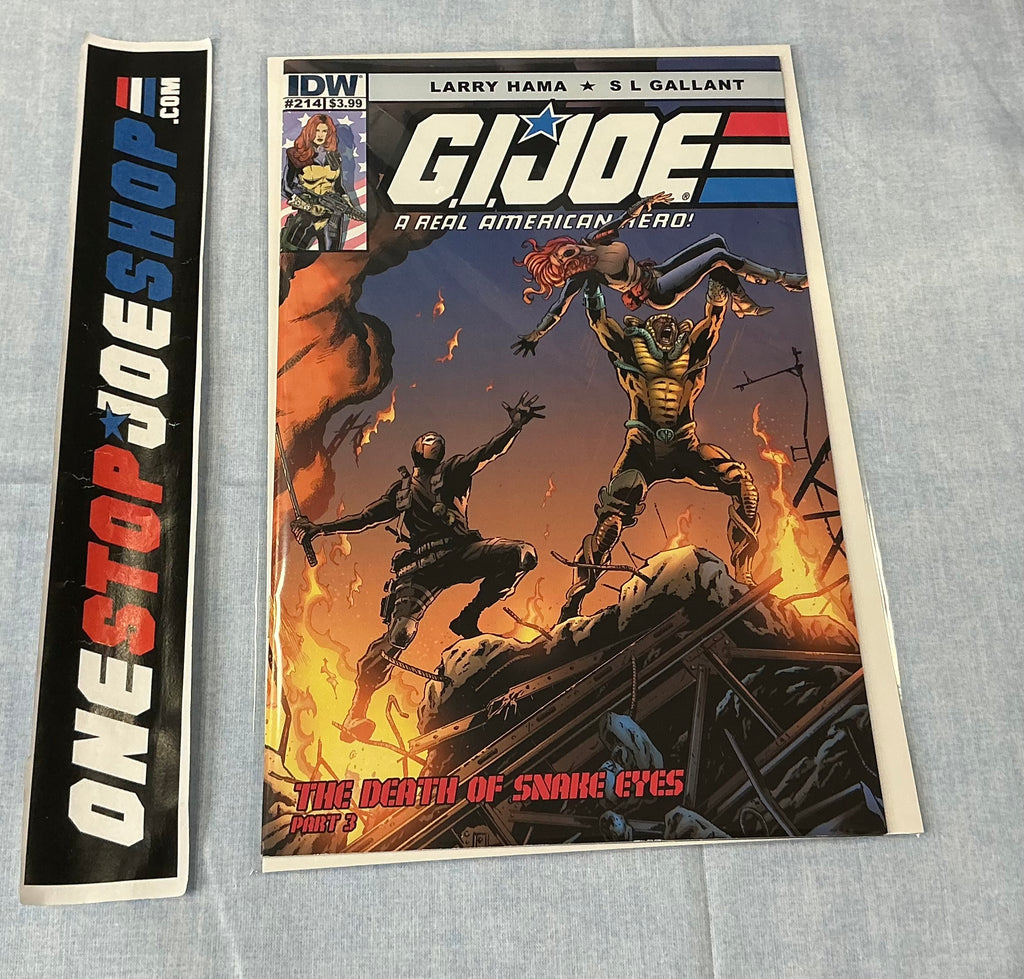 ONESTOPJOESHOP
.COM
IDW
LARRY HAMA ★ S L GALLANT
#214 $3.99
G.I.JOE
®
A REAL AMERICAN HERO!
THE DEATH OF SNAKE EYES
PART 3